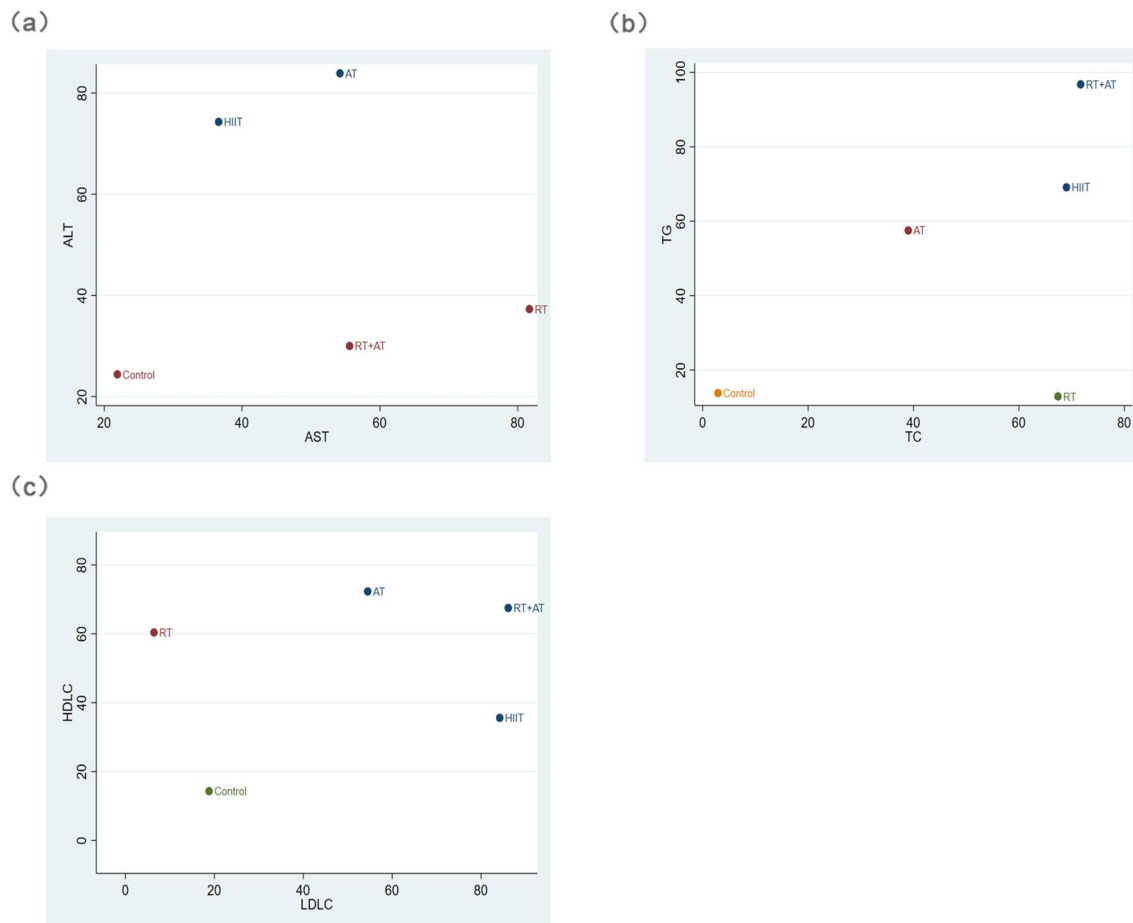 (a)
ALT
80
60
40
20
AT
HIIT
RT
RT+AT
Control
20 40 60 80
AST
(b)
TG
100
80
60
40
20
RT+AT
HIIT
AT
Control
RT
0 20 40 60 80
TC
(c)
HDLC
80
60
40
20
0
AT
RT+AT
RT
HIIT
Control
0 20 40 60 80
LDLC